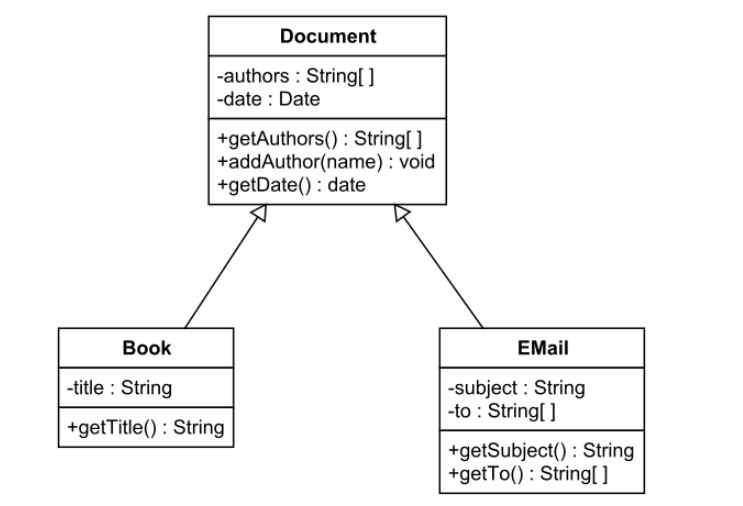 Document
-authors : String[ ]
-date : Date
+getAuthors() : String[ ]
+addAuthor(name) : void
+getDate() : date
Book
-title : String
+getTitle() : String
EMail
-subject : String
-to : String[ ]
+getSubject() : String
+getTo() : String[ ]